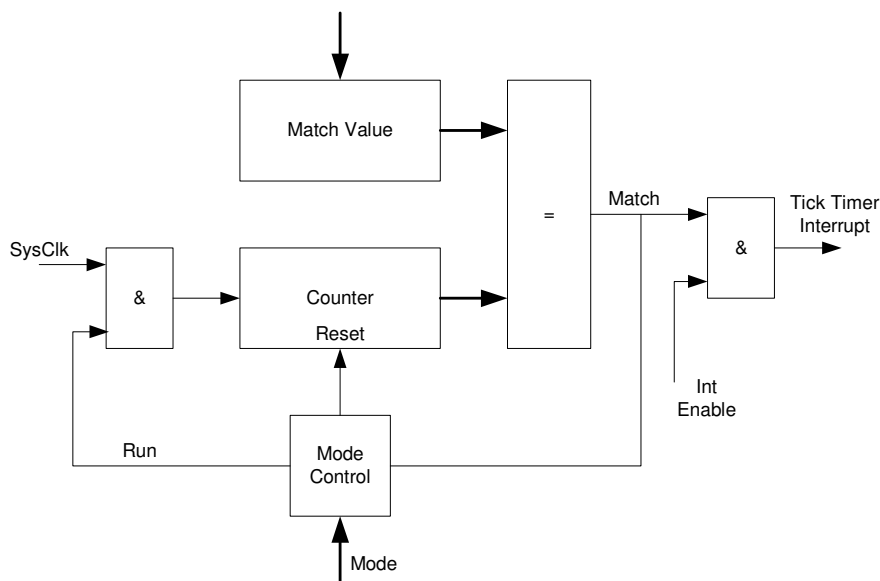 Match Value
=
Match
Tick Timer
Interrupt
SysClk
&
&
Counter
Reset
Int
Enable
Run
Mode
Control
Mode